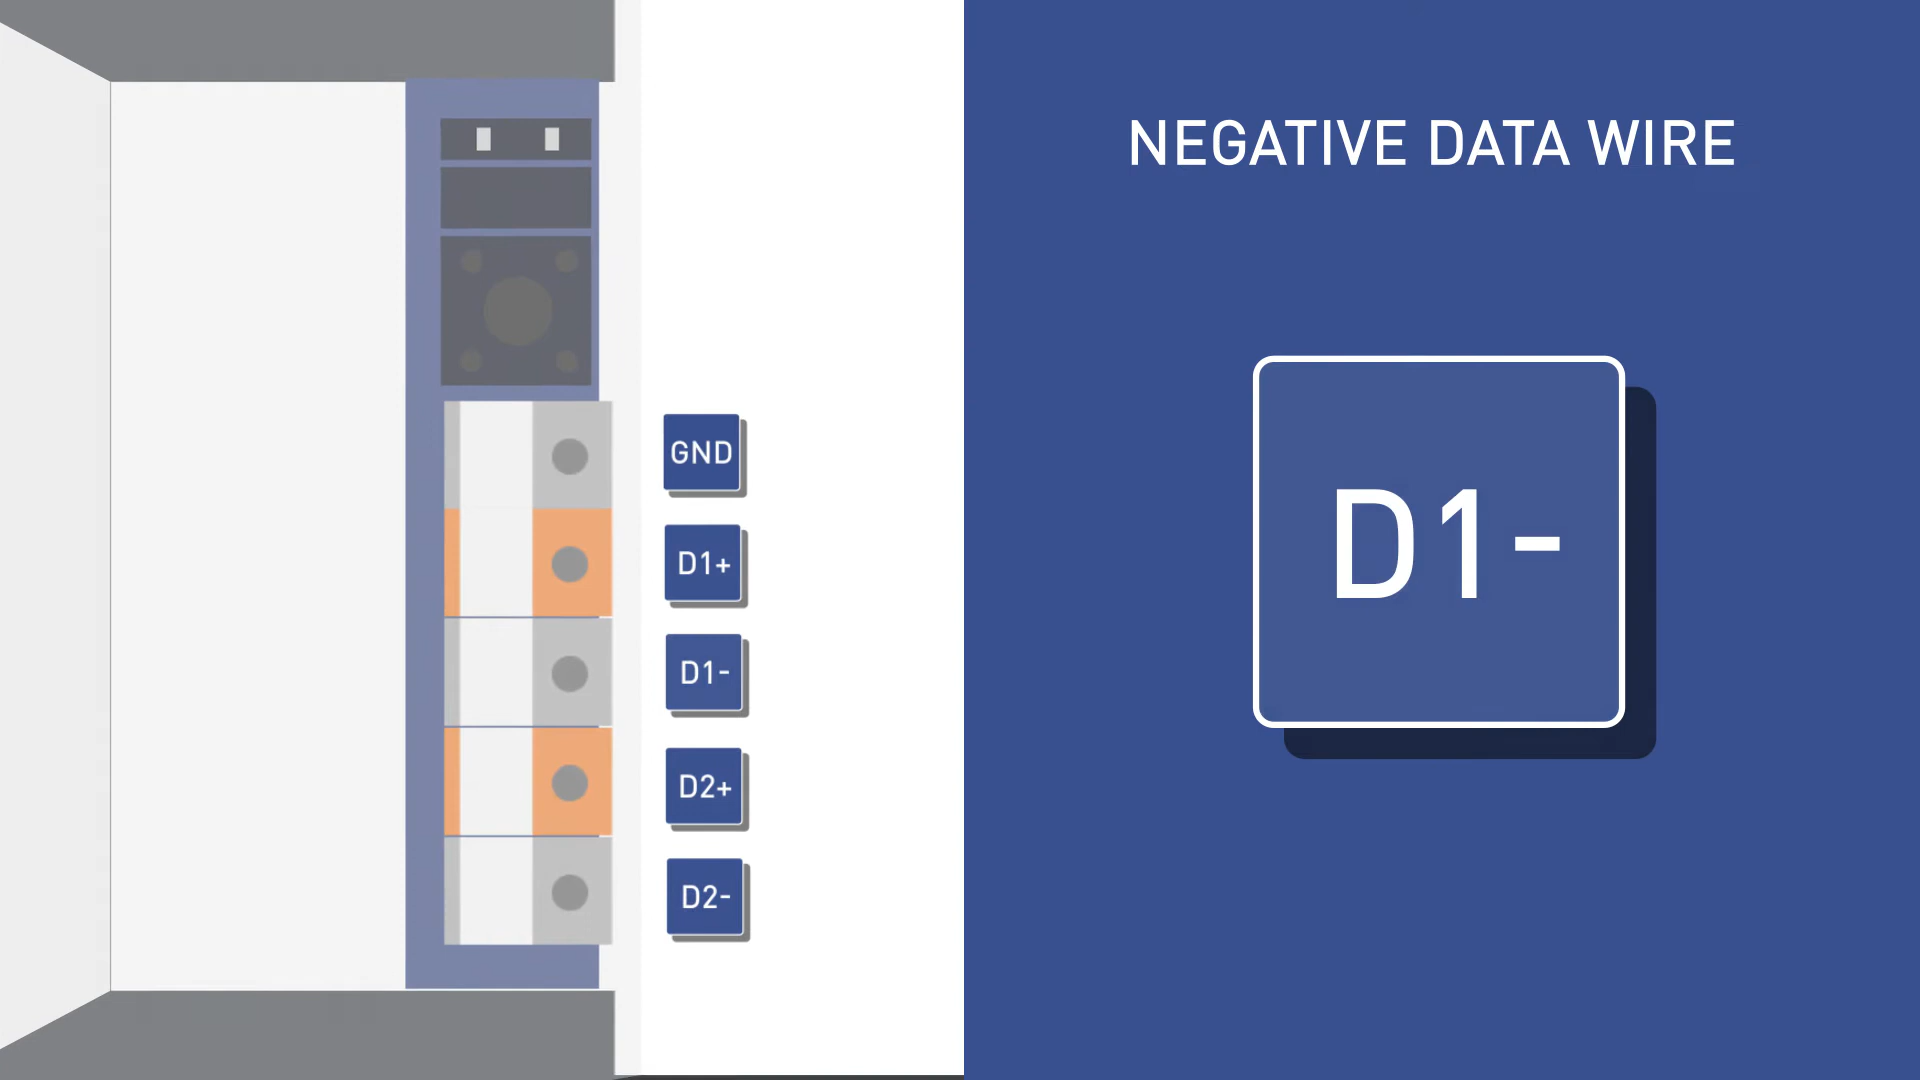 GND
D1+
D1-
D2+
D2-
NEGATIVE DATA WIRE
D1-